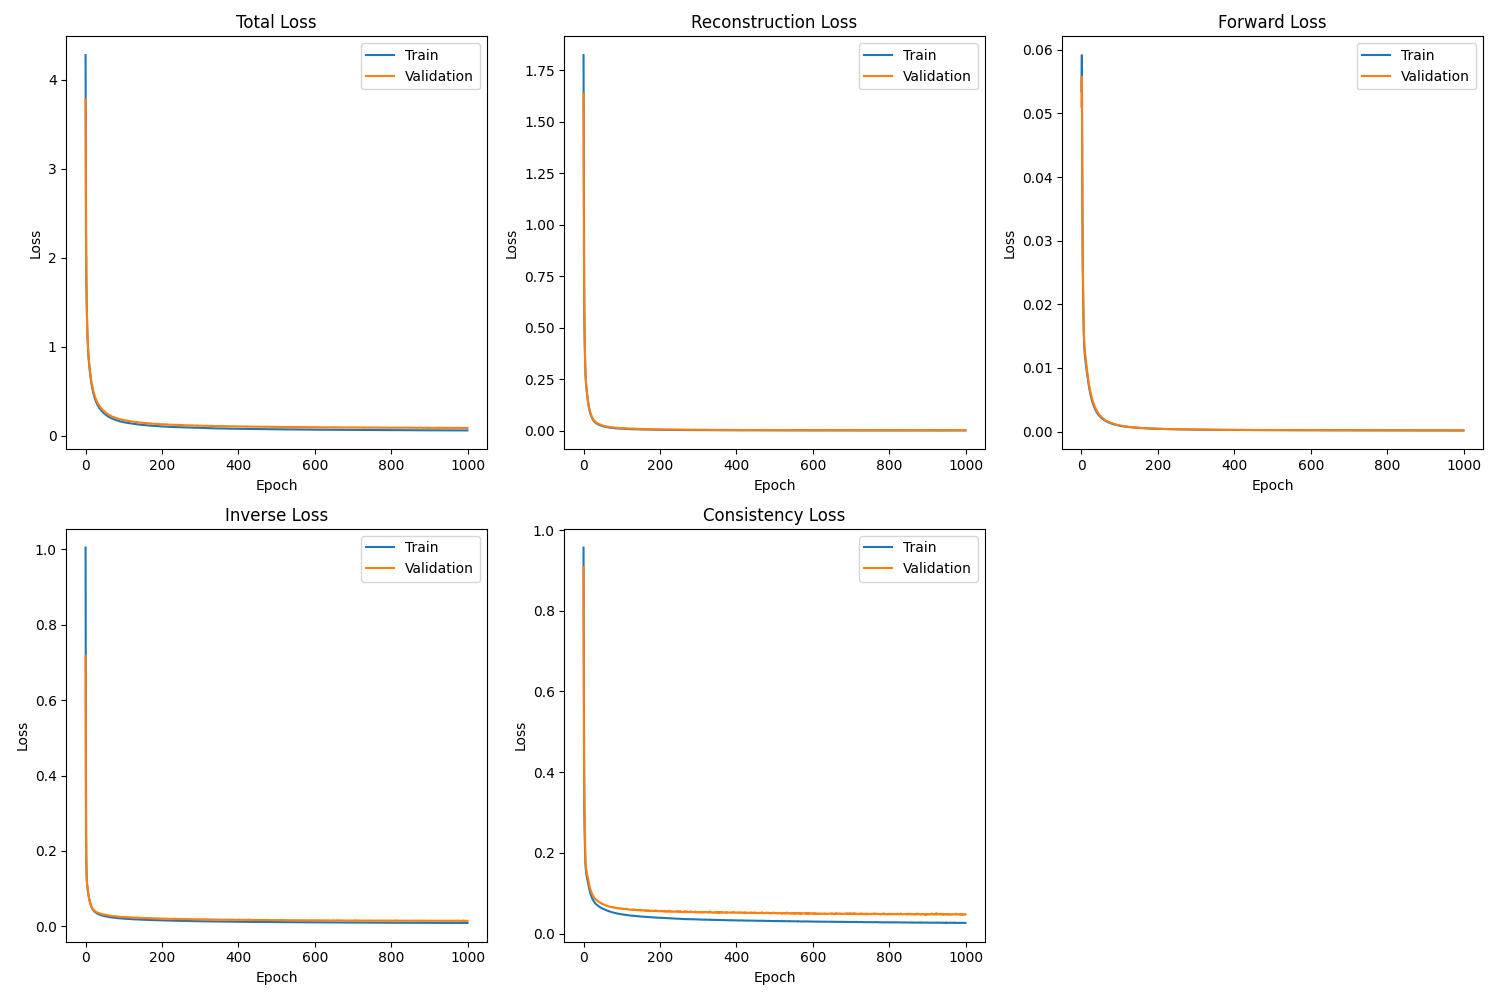 Total Loss
Train
Validation
4
3
2
1
0
Loss
0 200 400 600 800 1000
Epoch
Reconstruction Loss
Train
Validation
1.75
1.50
1.25
1.00
0.75
0.50
0.25
0.00
Loss
0 200 400 600 800 1000
Epoch
Forward Loss
Train
Validation
0.06
0.05
0.04
0.03
0.02
0.01
0.00
Loss
0 200 400 600 800 1000
Epoch
Inverse Loss
Train
Validation
1.0
0.8
0.6
0.4
0.2
0.0
Loss
0 200 400 600 800 1000
Epoch
Consistency Loss
Train
Validation
1.0
0.8
0.6
0.4
0.2
0.0
Loss
0 200 400 600 800 1000
Epoch